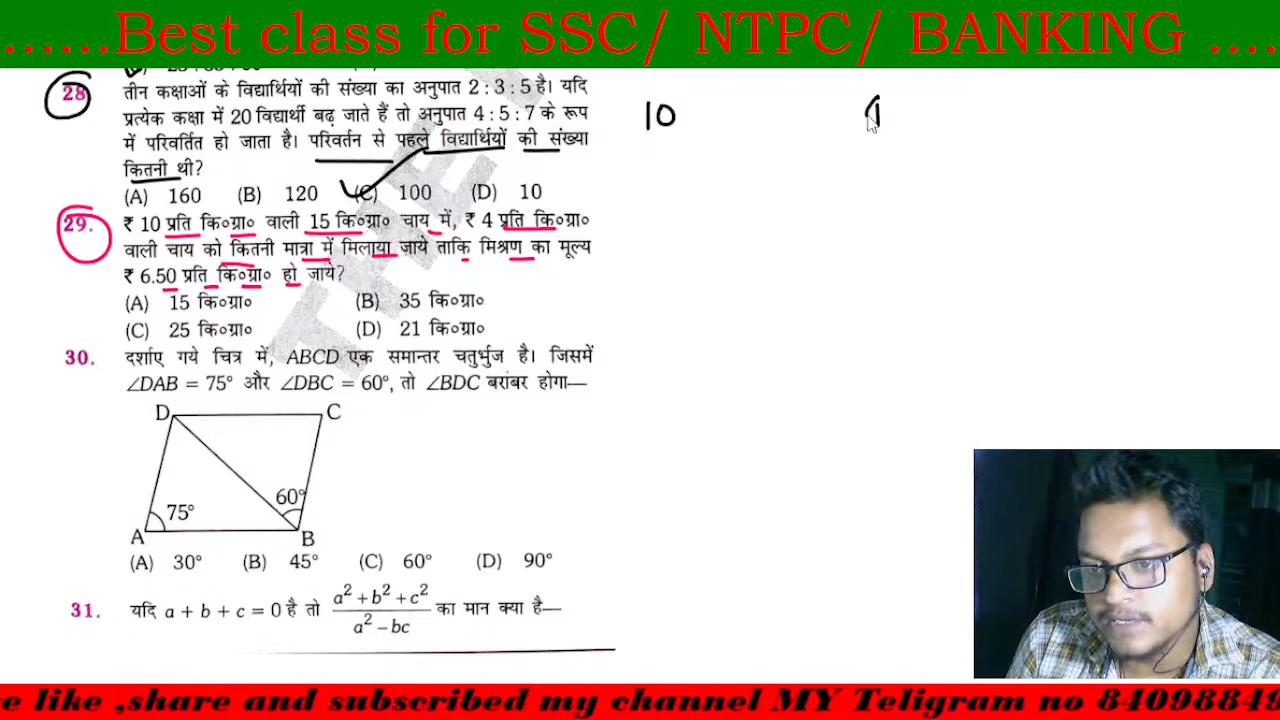 ......Best class for SSC/ NTPC/ BANKING ....
28 तीन कक्षाओं के विद्यार्थियों की संख्या का अनुपात 2 : 3 : 5 है। यदि
प्रत्येक कक्षा में 20 विद्यार्थी बढ़ जाते हैं तो अनुपात 4 : 5 : 7 के रूप
में परिवर्तित हो जाता है। परिवर्तन से पहले विद्यार्थियों की संख्या
कितनी थी?
(A) 160 (B) 120 (C) 100 (D) 10
10
29. ₹ 10 प्रति कि०ग्रा० वाली 15 कि०ग्रा० चाय में, ₹ 4 प्रति कि०ग्रा०
वाली चाय को कितनी मात्रा में मिलाया जाये ताकि मिश्रण का मूल्य
₹ 6.50 प्रति कि०ग्रा० हो जाये?
(A) 15 कि०ग्रा० (B) 35 कि०ग्रा०
(C) 25 कि०ग्रा० (D) 21 कि०ग्रा०
30. दर्शाए गये चित्र में, ABCD एक समान्तर चतुर्भुज है। जिसमें
∠DAB = 75° और ∠DBC = 60°, तो ∠BDC बरांबर होगा—
D C
60°
75°
A B
(A) 30° (B) 45° (C) 60° (D) 90°
31. यदि a + b + c = 0 है तो (a² + b² + c²)/(a² – bc) का मान क्या है—
e like ,share and subscribed my channel MY Teligram no 84098849